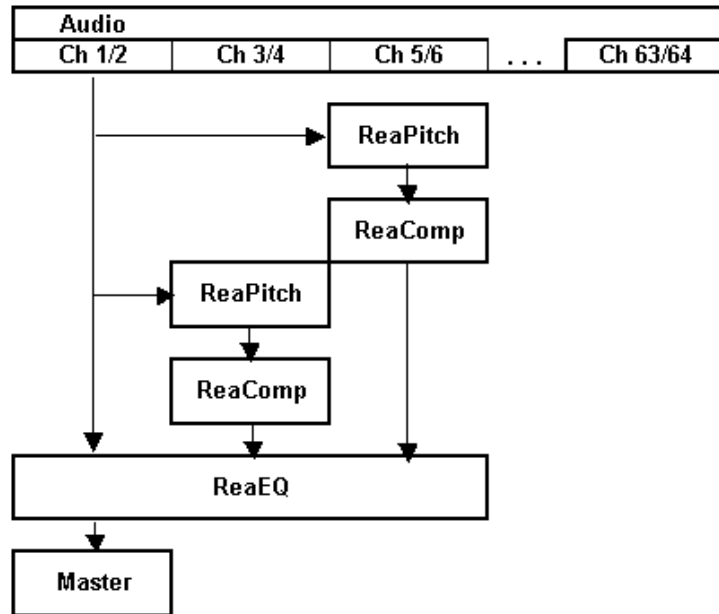 Audio
Ch 1/2 Ch 3/4 Ch 5/6 . . . Ch 63/64
ReaPitch
ReaComp
ReaPitch
ReaComp
ReaEQ
Master